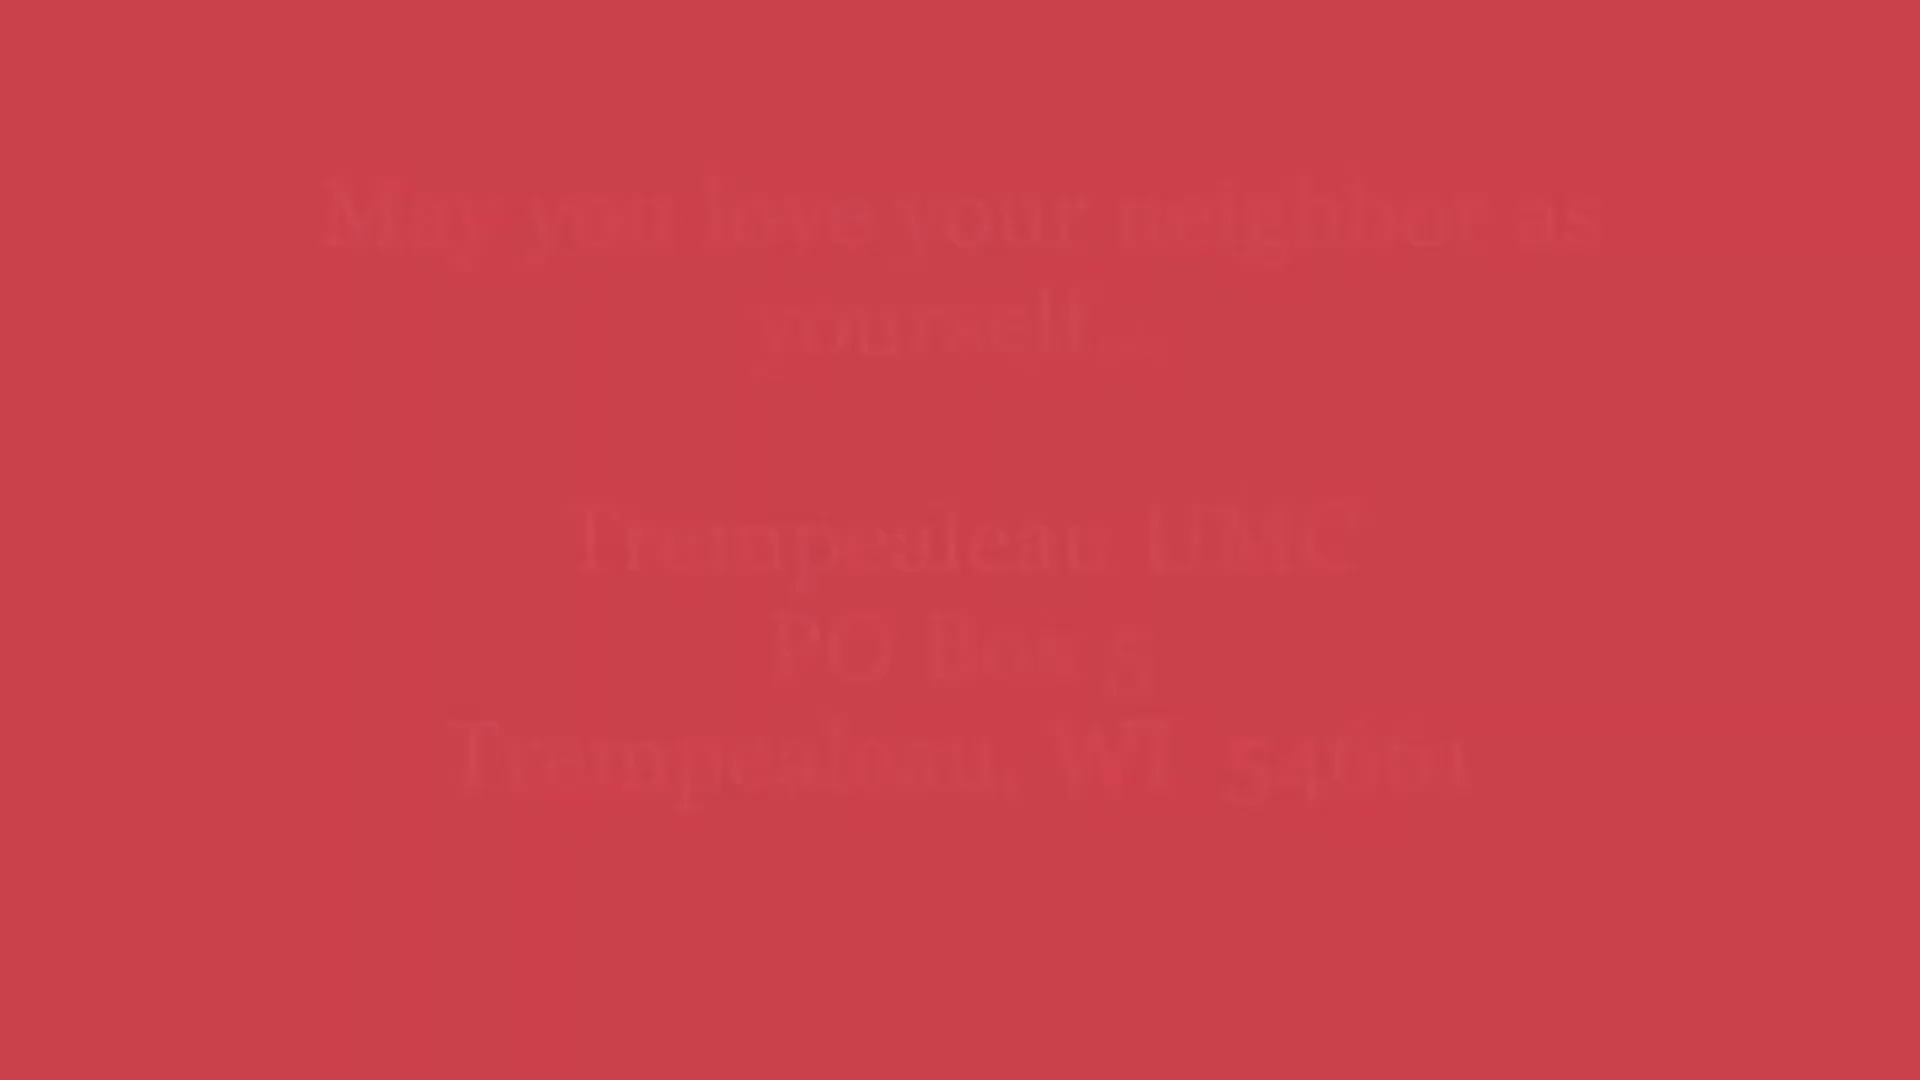 May you love your neighbor as
yourself...
Trempealeau UMC
PO Box 5
Trempealeau, WI 54661